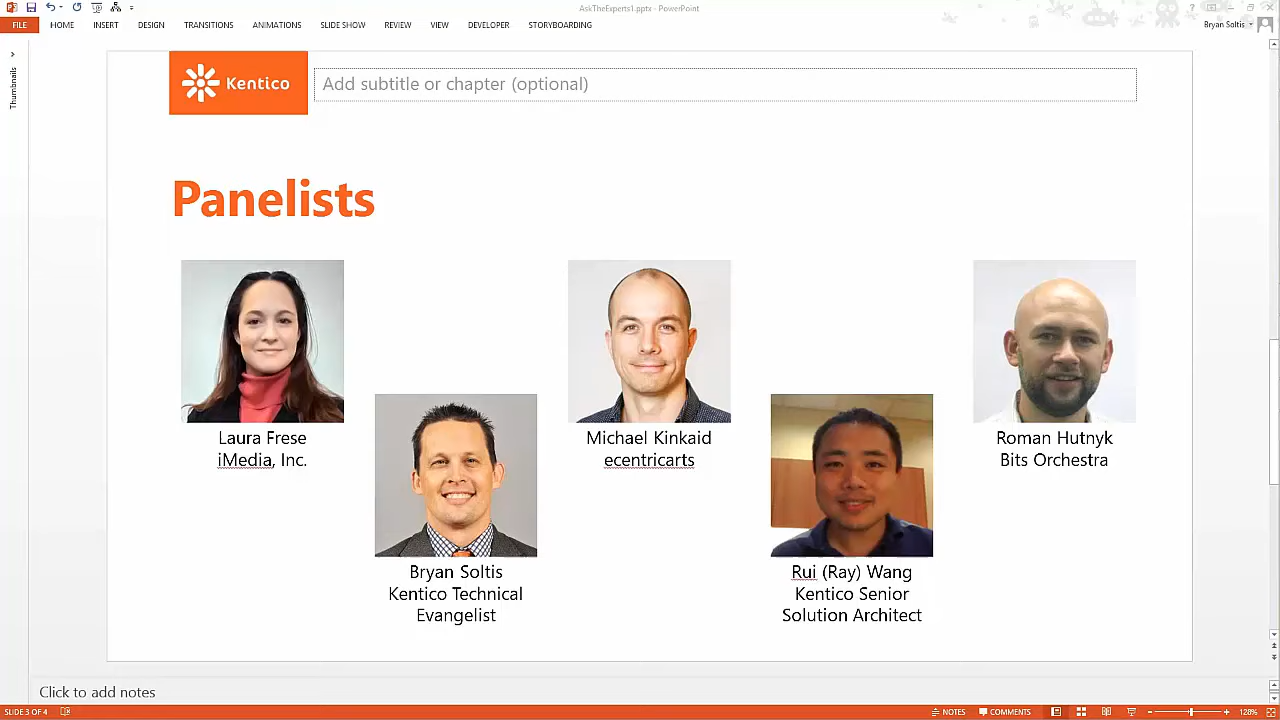 AskTheExperts1.pptx - PowerPoint
FILE HOME INSERT DESIGN TRANSITIONS ANIMATIONS SLIDE SHOW REVIEW VIEW DEVELOPER STORYBOARDING
Bryan Soltis
Thumbnails
Kentico
Add subtitle or chapter (optional)
Panelists
Laura Frese
iMedia, Inc.
Bryan Soltis
Kentico Technical
Evangelist
Michael Kinkaid
ecentricarts
Rui (Ray) Wang
Kentico Senior
Solution Architect
Roman Hutnyk
Bits Orchestra
Click to add notes
SLIDE 3 OF 4
NOTES COMMENTS 128%